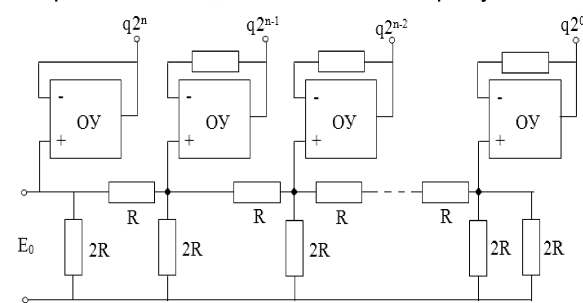 q2ⁿ q2ⁿ⁻¹ q2ⁿ⁻² q2⁰
- - - -
ОУ ОУ ОУ ОУ
+ + + +
R R R R
E₀ 2R 2R 2R 2R 2R